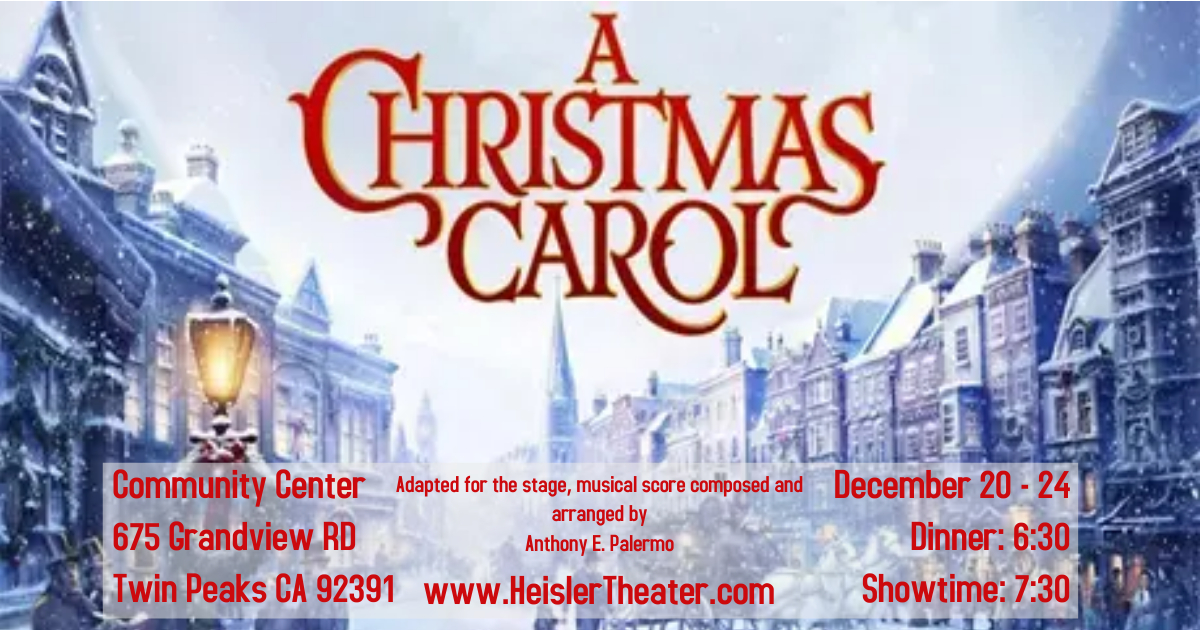 A
CHRISTMAS
CAROL
Community Center
675 Grandview RD
Twin Peaks CA 92391
Adapted for the stage, musical score composed and
arranged by
Anthony E. Palermo
www.HeislerTheater.com
December 20 - 24
Dinner: 6:30
Showtime: 7:30